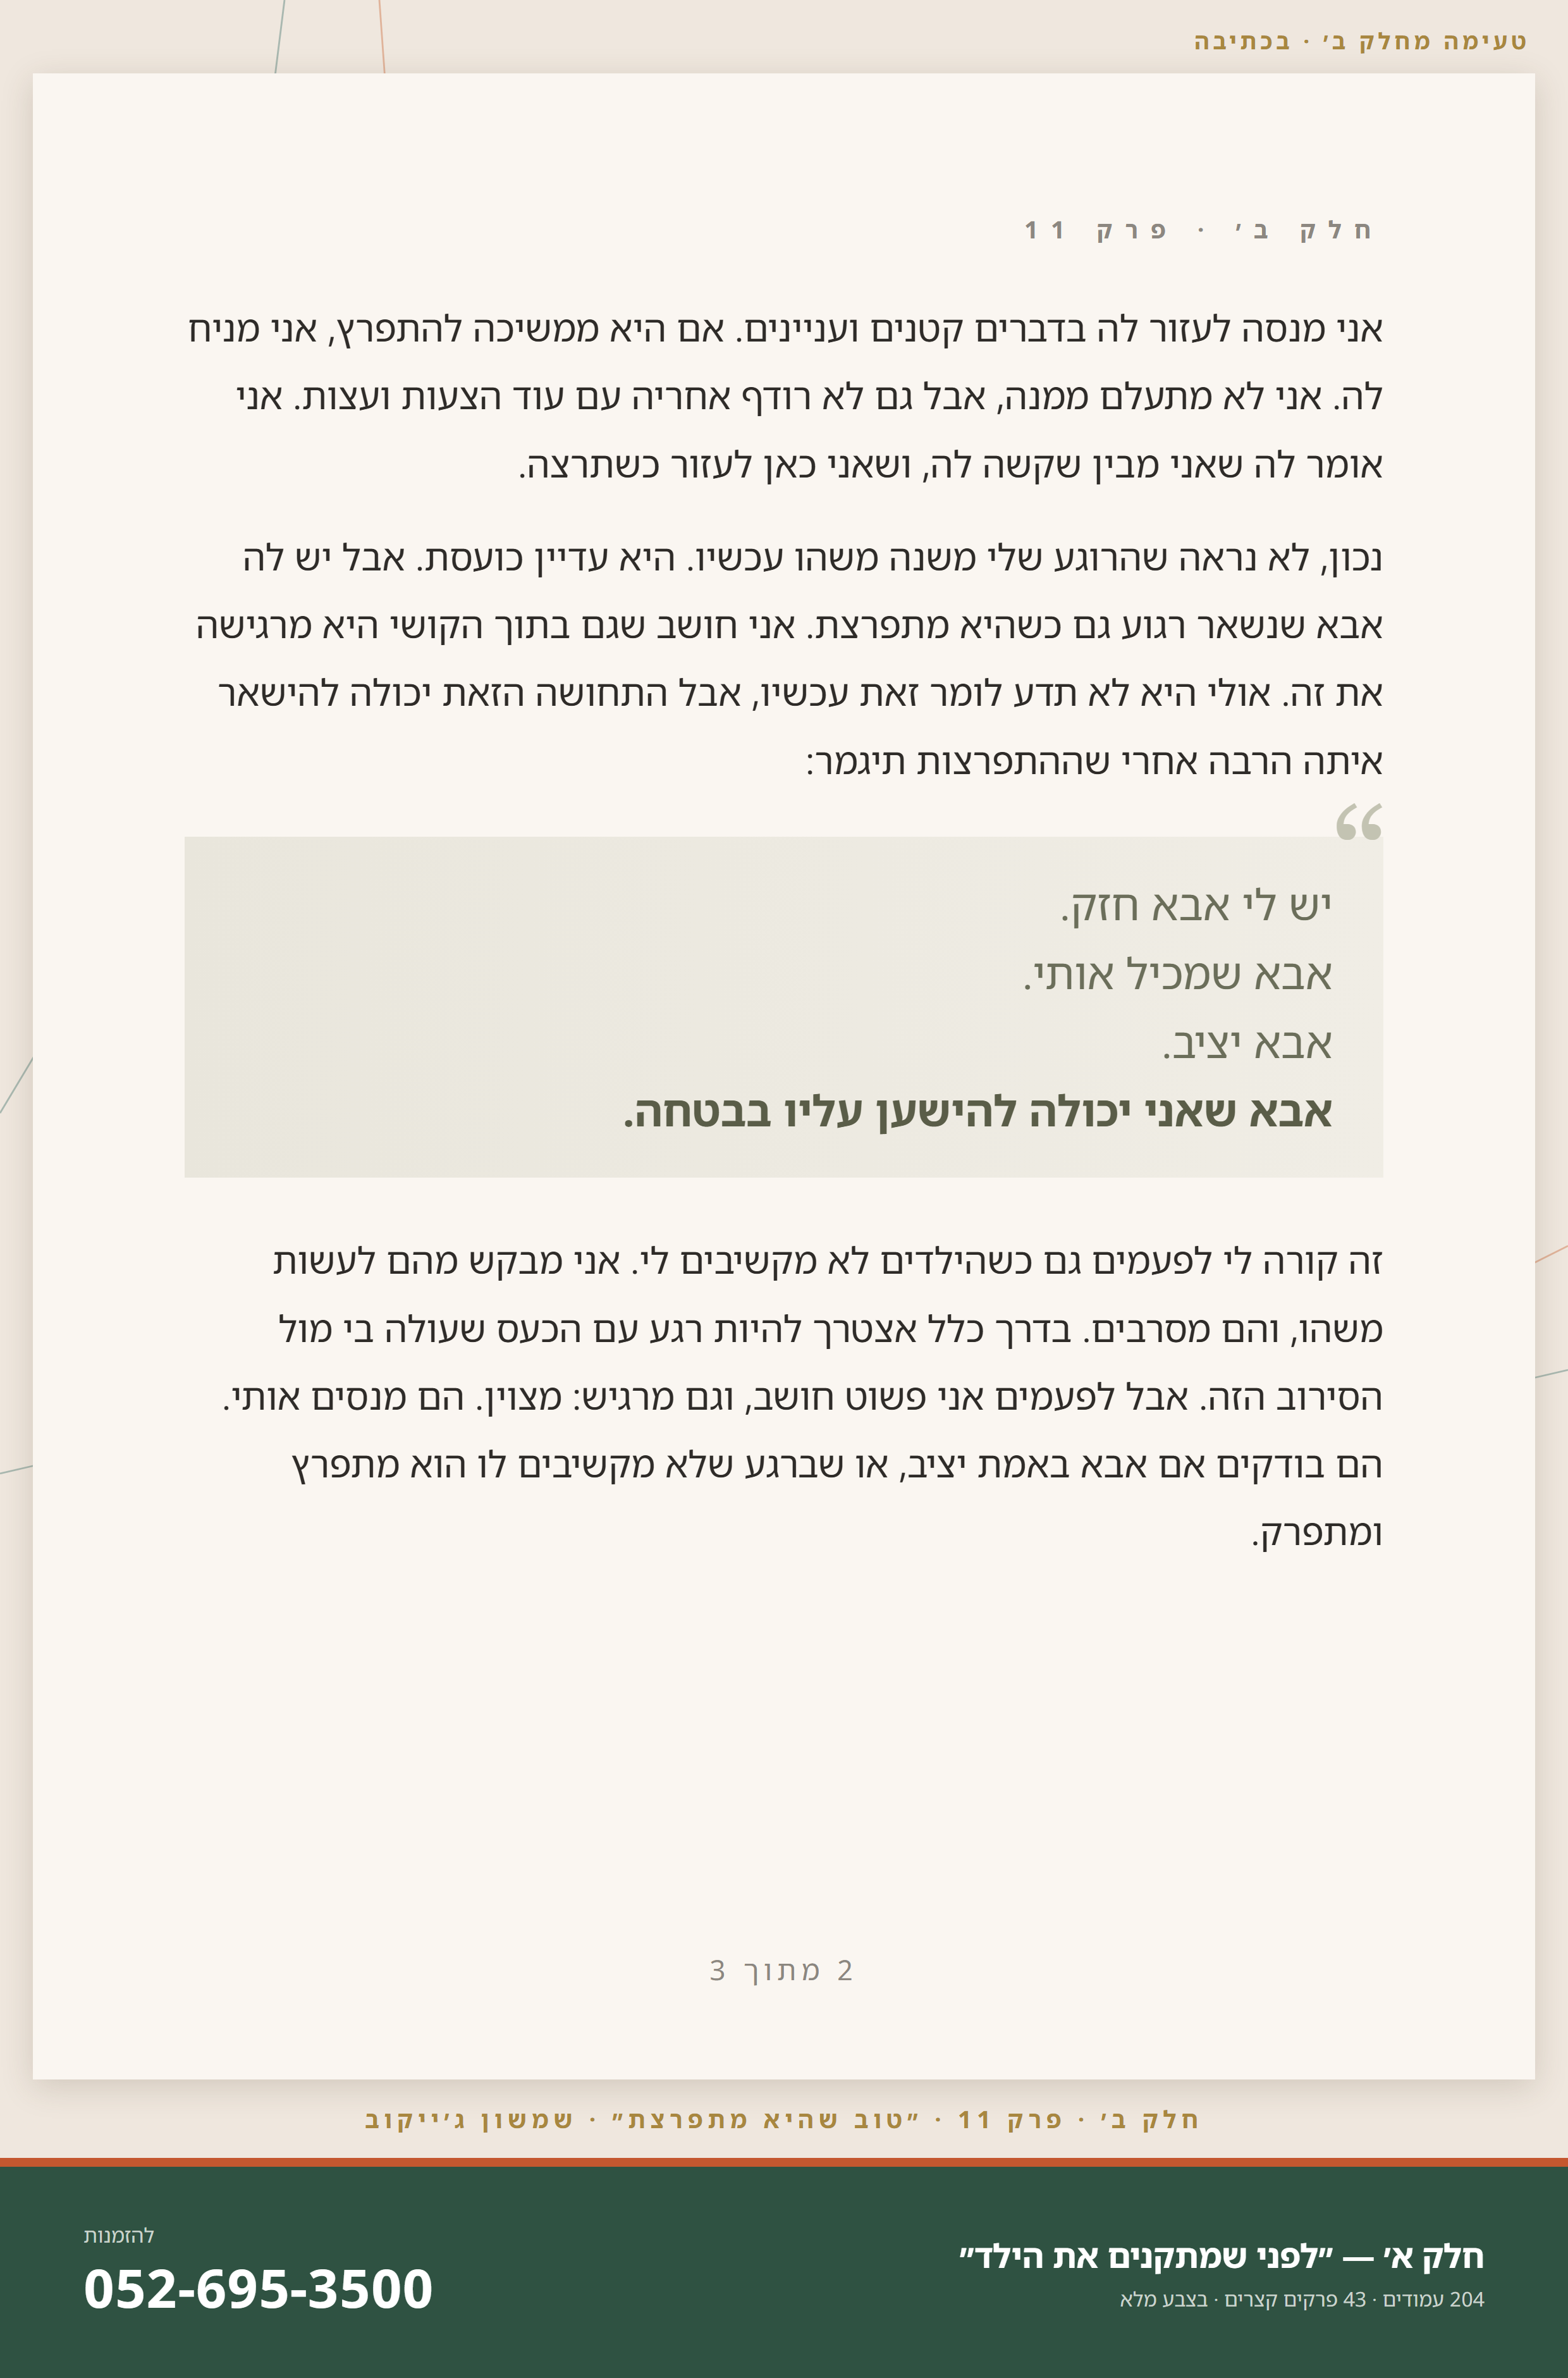 טעימה מחלק ב׳ · בכתיבה
חלק ב׳ · פרק 11
אני מנסה לעזור לה בדברים קטנים ועניינים. אם היא ממשיכה להתפרץ, אני מניח
לה. אני לא מתעלם ממנה, אבל גם לא רודף אחריה עם עוד הצעות ועצות. אני
אומר לה שאני מבין שקשה לה, ושאני כאן לעזור כשתרצה.
נכון, לא נראה שהרוגע שלי משנה משהו עכשיו. היא עדיין כועסת. אבל יש לה
אבא שנשאר רגוע גם כשהיא מתפרצת. אני חושב שגם בתוך הקושי היא מרגישה
את זה. אולי היא לא תדע לומר זאת עכשיו, אבל התחושה הזאת יכולה להישאר
איתה הרבה אחרי שההתפרצות תיגמר:
“
יש לי אבא חזק.
אבא שמכיל אותי.
אבא יציב.
אבא שאני יכולה להישען עליו בבטחה.
זה קורה לי לפעמים גם כשהילדים לא מקשיבים לי. אני מבקש מהם לעשות
משהו, והם מסרבים. בדרך כלל אצטרך להיות רגע עם הכעס שעולה בי מול
הסירוב הזה. אבל לפעמים אני פשוט חושב, וגם מרגיש: מצוין. הם מנסים אותי.
הם בודקים אם אבא באמת יציב, או שברגע שלא מקשיבים לו הוא מתפרץ
ומתפרק.
2 מתוך 3
חלק ב׳ · פרק 11 · ״טוב שהיא מתפרצת״ · שמשון ג׳ייקוב
חלק א׳ — ״לפני שמתקנים את הילד״
204 עמודים · 43 פרקים קצרים · בצבע מלא
להזמנות
052-695-3500